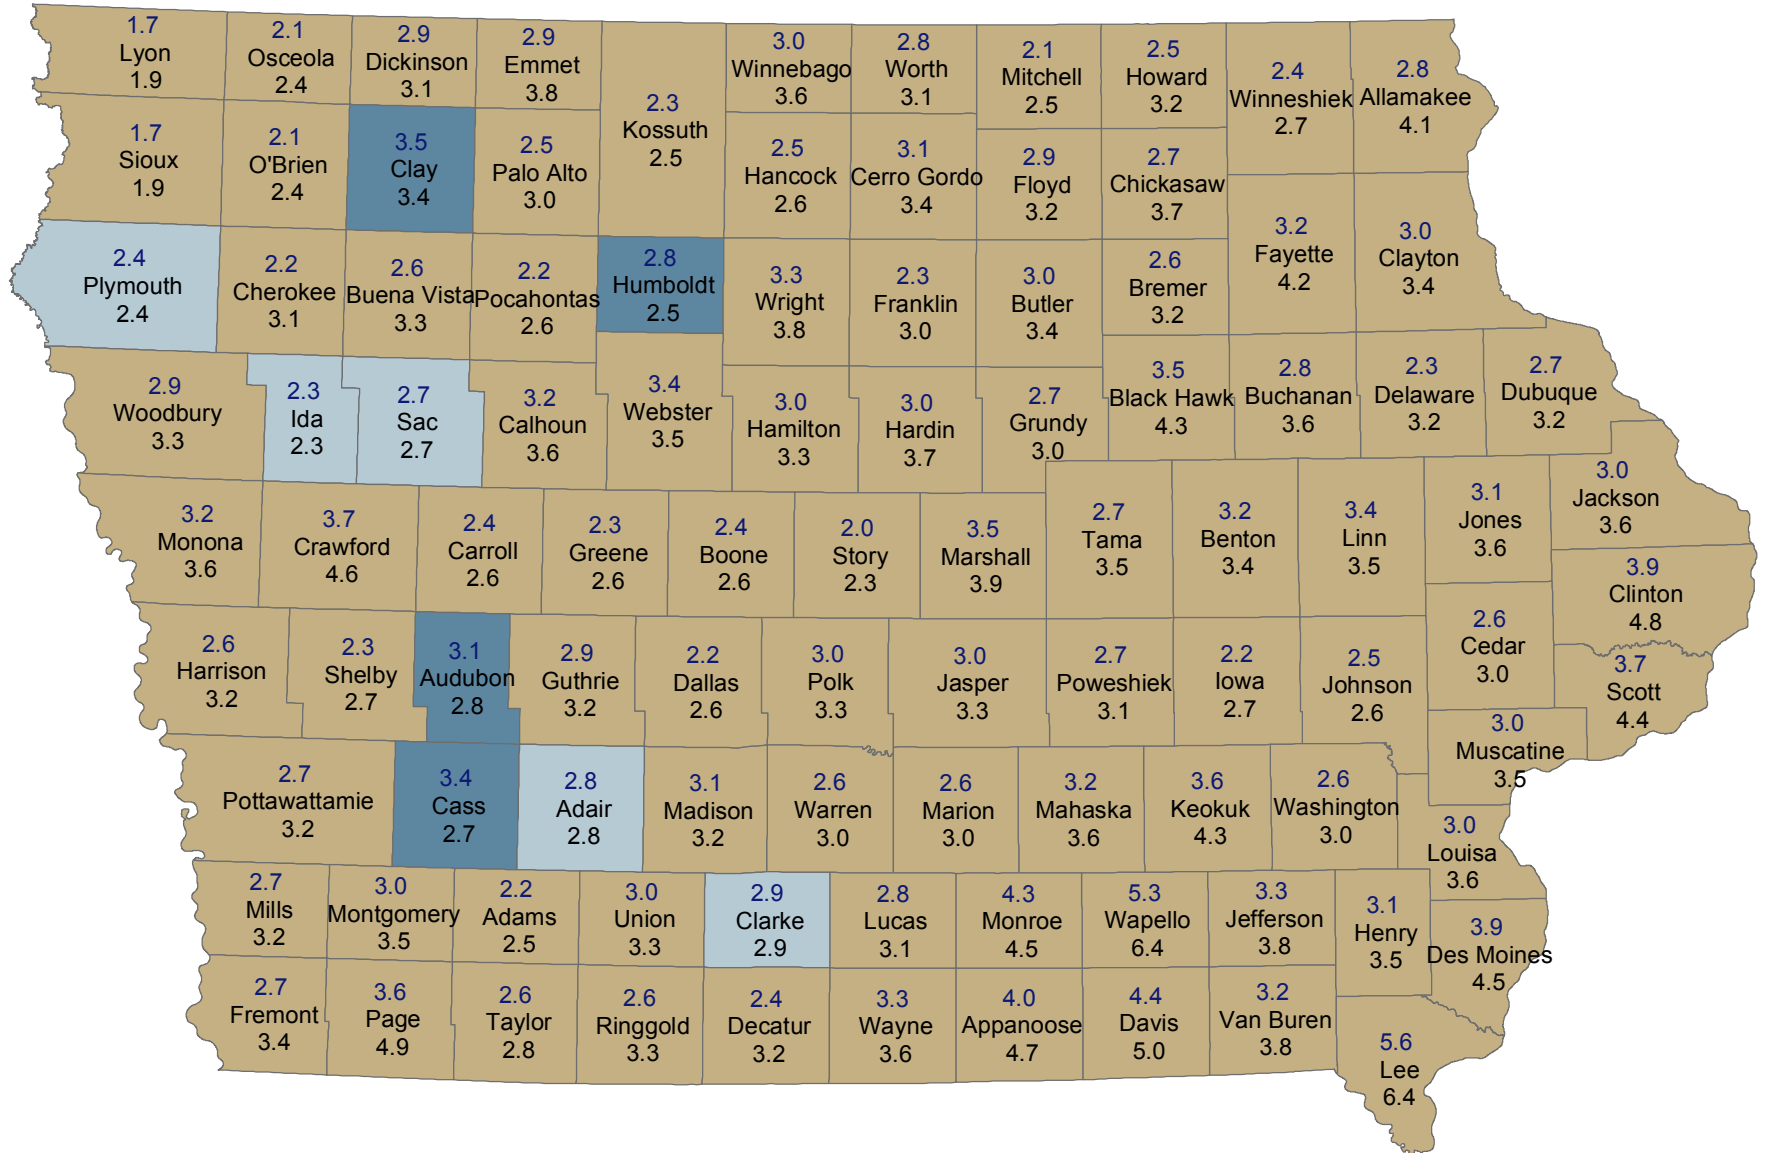 1.7
Lyon
1.9
2.1
Osceola
2.4
2.9
Dickinson
3.1
2.9
Emmet
3.8
2.3
Kossuth
2.5
3.0
Winnebago
3.6
2.8
Worth
3.1
2.1
Mitchell
2.5
2.5
Howard
3.2
2.4
Winneshiek
2.7
2.8
Allamakee
4.1
1.7
Sioux
1.9
2.1
O'Brien
2.4
3.5
Clay
3.4
2.5
Palo Alto
3.0
2.5
Hancock
2.6
3.1
Cerro Gordo
3.4
2.9
Floyd
3.2
2.7
Chickasaw
3.7
3.2
Fayette
4.2
3.0
Clayton
3.4
2.4
Plymouth
2.4
2.2
Cherokee
3.1
2.6
Buena Vista
3.3
2.2
Pocahontas
2.6
2.8
Humboldt
2.5
3.3
Wright
3.8
2.3
Franklin
3.0
3.0
Butler
3.4
2.6
Bremer
3.2
2.9
Woodbury
3.3
2.3
Ida
2.3
2.7
Sac
2.7
3.2
Calhoun
3.6
3.4
Webster
3.5
3.0
Hamilton
3.3
3.0
Hardin
3.7
2.7
Grundy
3.0
3.5
Black Hawk
4.3
2.8
Buchanan
3.6
2.3
Delaware
3.2
2.7
Dubuque
3.2
3.2
Monona
3.6
3.7
Crawford
4.6
2.4
Carroll
2.6
2.3
Greene
2.6
2.4
Boone
2.6
2.0
Story
2.3
3.5
Marshall
3.9
2.7
Tama
3.5
3.2
Benton
3.4
3.4
Linn
3.5
3.1
Jones
3.6
3.0
Jackson
3.6
3.9
Clinton
4.8
2.6
Harrison
3.2
2.3
Shelby
2.7
3.1
Audubon
2.8
2.9
Guthrie
3.2
2.2
Dallas
2.6
3.0
Polk
3.3
3.0
Jasper
3.3
2.7
Poweshiek
3.1
2.2
Iowa
2.7
2.5
Johnson
2.6
2.6
Cedar
3.0
3.7
Scott
4.4
3.0
Muscatine
3.5
2.7
Pottawattamie
3.2
3.4
Cass
2.7
2.8
Adair
2.8
3.1
Madison
3.2
2.6
Warren
3.0
2.6
Marion
3.0
3.2
Mahaska
3.6
3.6
Keokuk
4.3
2.6
Washington
3.0
3.0
Louisa
3.6
2.7
Mills
3.2
3.0
Montgomery
3.5
2.2
Adams
2.5
3.0
Union
3.3
2.9
Clarke
2.9
2.8
Lucas
3.1
4.3
Monroe
4.5
5.3
Wapello
6.4
3.3
Jefferson
3.8
3.1
Henry
3.5
3.9
Des Moines
4.5
2.7
Fremont
3.4
3.6
Page
4.9
2.6
Taylor
2.8
2.6
Ringgold
3.3
2.4
Decatur
3.2
3.3
Wayne
3.6
4.0
Appanoose
4.7
4.4
Davis
5.0
3.2
Van Buren
3.8
5.6
Lee
6.4